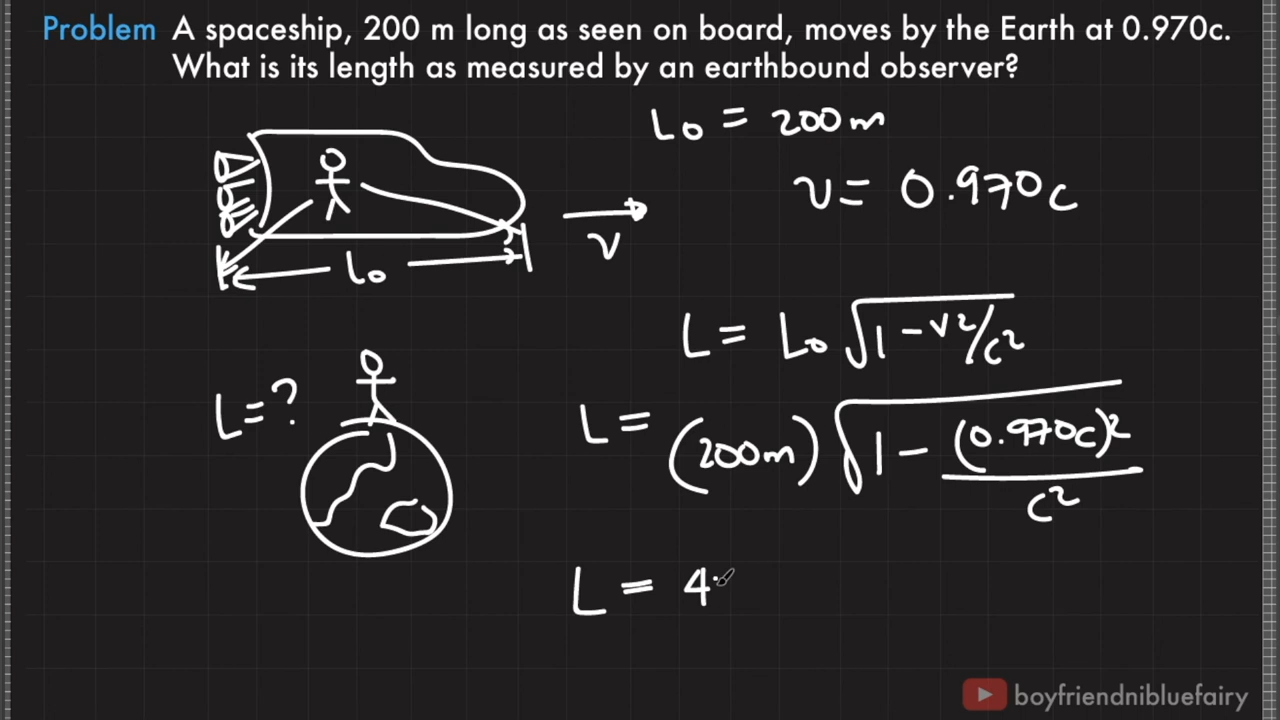 Problem A spaceship, 200 m long as seen on board, moves by the Earth at 0.970c.
What is its length as measured by an earthbound observer?
L₀ = 200m
v = 0.970c
v
L₀
L = L₀ √(1 - v²/c²)
L = ?
L = (200m) √(1 - (0.970c)²/c²)
L = 4
boyfriendnibluefairy